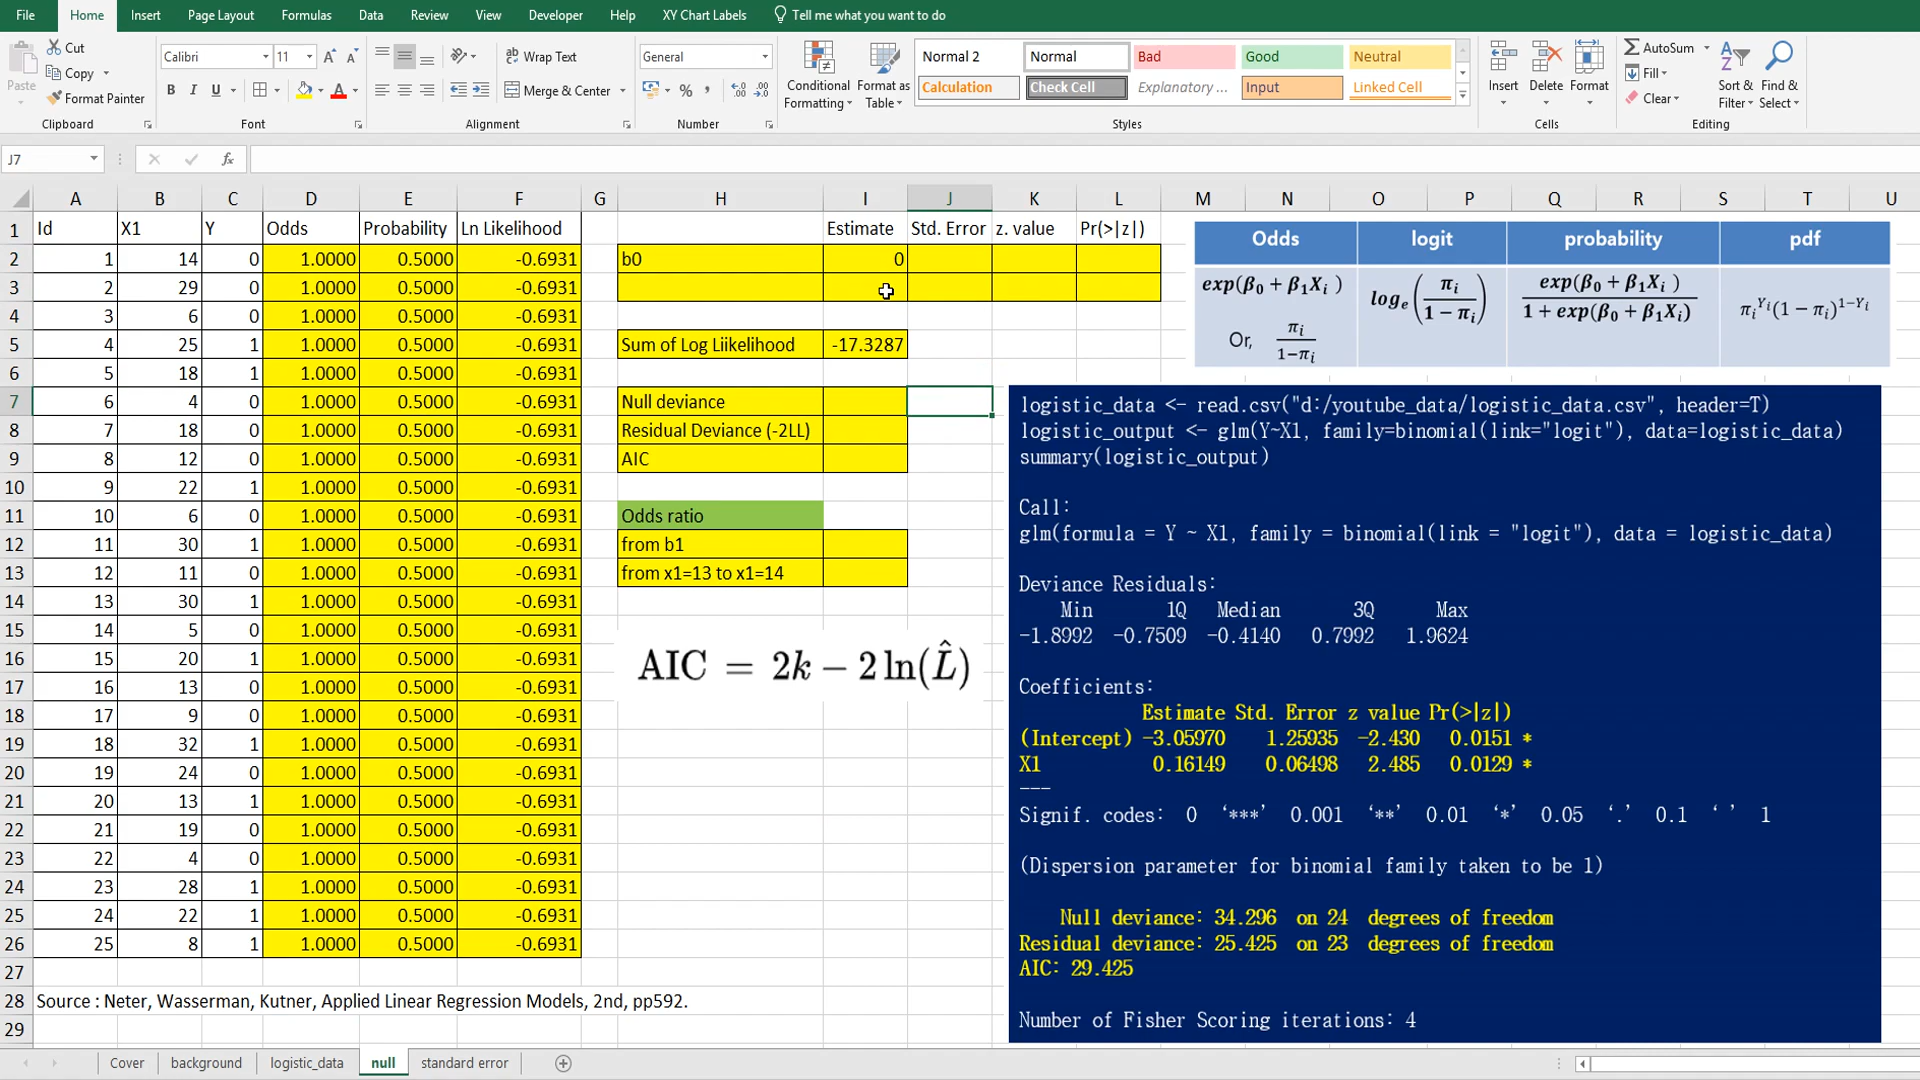 File Home Insert Page Layout Formulas Data Review View Developer Help XY Chart Labels Tell me what you want to do
Cut
Copy
Format Painter
Paste
Clipboard
Calibri 11
B I U
Font
Wrap Text
Merge & Center
Alignment
General
Number
Conditional Formatting
Format as Table
Normal 2 Normal Bad Good Neutral
Calculation Check Cell Explanatory ... Input Linked Cell
Styles
Insert Delete Format
Cells
AutoSum
Fill
Clear
Sort & Filter
Find & Select
Editing
J7 fx
A B C D E F G H I J K L M N O P Q R S T U
1 Id X1 Y Odds Probability Ln Likelihood Estimate Std. Error z. value Pr(>|z|)
2 1 14 0 1.0000 0.5000 -0.6931 b0 0
3 2 29 0 1.0000 0.5000 -0.6931
4 3 6 0 1.0000 0.5000 -0.6931
5 4 25 1 1.0000 0.5000 -0.6931 Sum of Log Liikelihood -17.3287
6 5 18 1 1.0000 0.5000 -0.6931
7 6 4 0 1.0000 0.5000 -0.6931 Null deviance
8 7 18 0 1.0000 0.5000 -0.6931 Residual Deviance (-2LL)
9 8 12 0 1.0000 0.5000 -0.6931 AIC
10 9 22 1 1.0000 0.5000 -0.6931
11 10 6 0 1.0000 0.5000 -0.6931 Odds ratio
12 11 30 1 1.0000 0.5000 -0.6931 from b1
13 12 11 0 1.0000 0.5000 -0.6931 from x1=13 to x1=14
14 13 30 1 1.0000 0.5000 -0.6931
15 14 5 0 1.0000 0.5000 -0.6931
16 15 20 1 1.0000 0.5000 -0.6931
17 16 13 0 1.0000 0.5000 -0.6931
18 17 9 0 1.0000 0.5000 -0.6931
19 18 32 1 1.0000 0.5000 -0.6931
20 19 24 0 1.0000 0.5000 -0.6931
21 20 13 1 1.0000 0.5000 -0.6931
22 21 19 0 1.0000 0.5000 -0.6931
23 22 4 0 1.0000 0.5000 -0.6931
24 23 28 1 1.0000 0.5000 -0.6931
25 24 22 1 1.0000 0.5000 -0.6931
26 25 8 1 1.0000 0.5000 -0.6931
27
28 Source : Neter, Wasserman, Kutner, Applied Linear Regression Models, 2nd, pp592.
29
AIC = 2k − 2 ln(L̂)
Odds logit probability pdf
exp(β₀ + β₁Xᵢ) Or, πᵢ/(1−πᵢ)
logₑ(πᵢ/(1 − πᵢ))
exp(β₀ + β₁Xᵢ)/(1 + exp(β₀ + β₁Xᵢ))
πᵢ^Yᵢ(1 − πᵢ)^(1−Yᵢ)
logistic_data <- read.csv("d:/youtube_data/logistic_data.csv", header=T)
logistic_output <- glm(Y~X1, family=binomial(link="logit"), data=logistic_data)
summary(logistic_output)
Call:
glm(formula = Y ~ X1, family = binomial(link = "logit"), data = logistic_data)
Deviance Residuals:
Min 1Q Median 3Q Max
-1.8992 -0.7509 -0.4140 0.7992 1.9624
Coefficients:
Estimate Std. Error z value Pr(>|z|)
(Intercept) -3.05970 1.25935 -2.430 0.0151 *
X1 0.16149 0.06498 2.485 0.0129 *
---
Signif. codes: 0 ‘***’ 0.001 ‘**’ 0.01 ‘*’ 0.05 ‘.’ 0.1 ‘ ’ 1
(Dispersion parameter for binomial family taken to be 1)
Null deviance: 34.296 on 24 degrees of freedom
Residual deviance: 25.425 on 23 degrees of freedom
AIC: 29.425
Number of Fisher Scoring iterations: 4
Cover background logistic_data null standard error